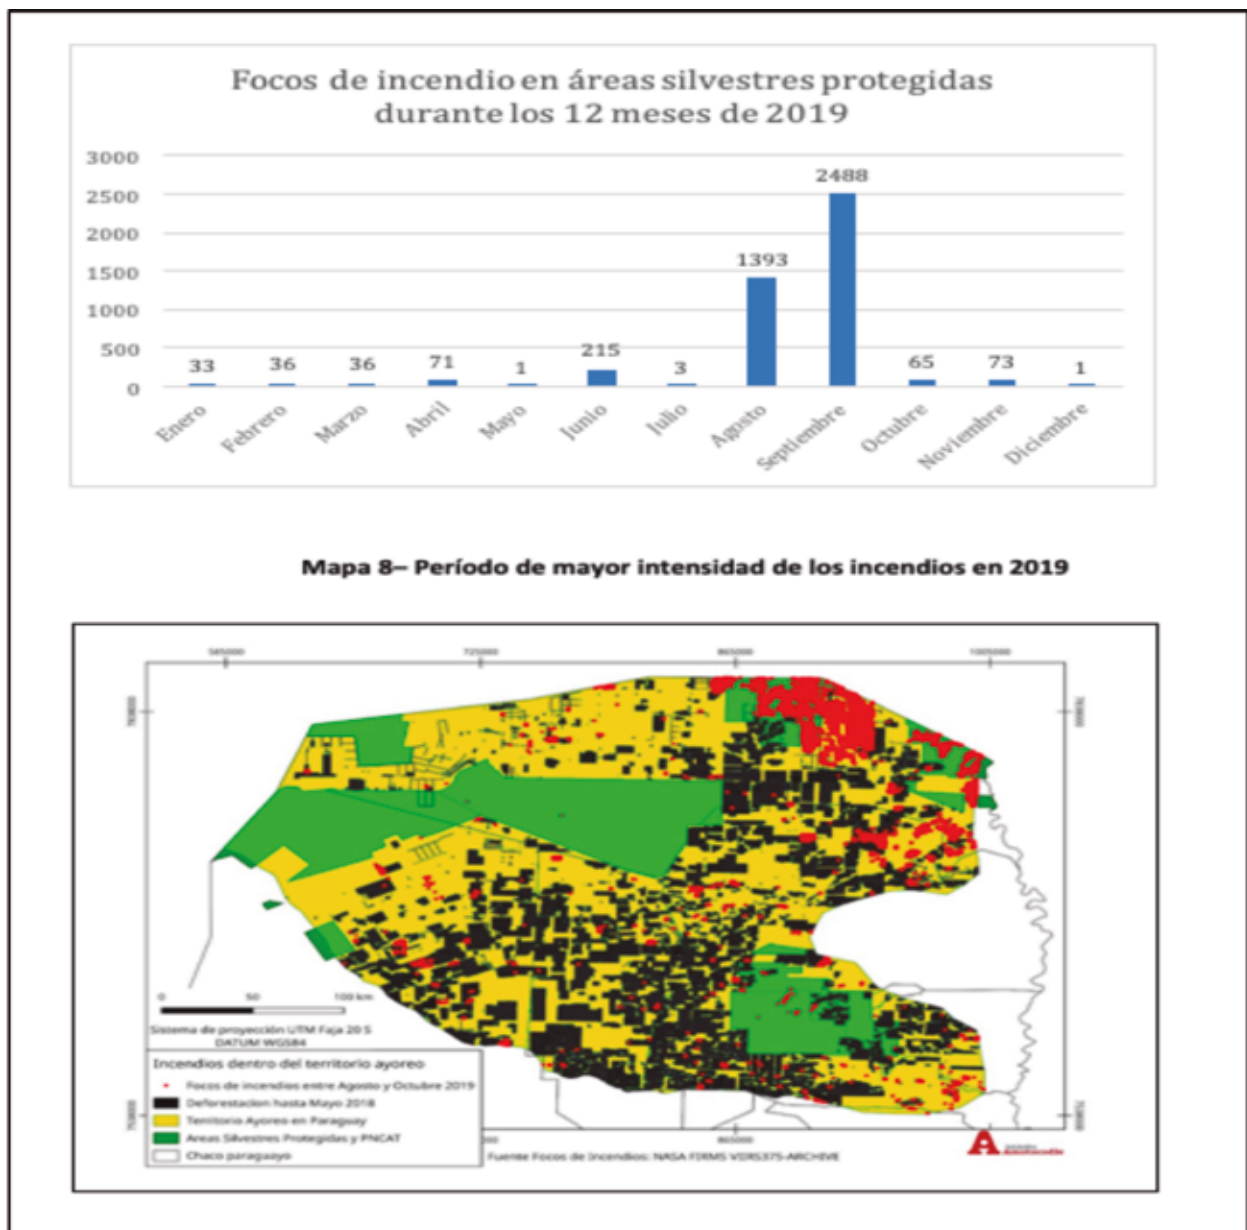 Focos de incendio en áreas silvestres protegidas
durante los 12 meses de 2019
3000
2500
2000
1500
1000
500
0
33
36
36
71
1
215
3
1393
2488
65
73
1
Enero
Febrero
Marzo
Abril
Mayo
Junio
Julio
Agosto
Septiembre
Octubre
Noviembre
Diciembre
Mapa 8– Período de mayor intensidad de los incendios en 2019
585000
725000
865000
1005000
0
50
100 km
Sistema de proyección UTM Faja 20 S
DATUM WGS84
Incendios dentro del territorio ayoreo
Focos de incendios entre Agosto y Octubre 2019
Deforestacion hasta Mayo 2018
Territorio Ayoreo en Paraguay
Areas Silvestres Protegidas y PNCAT
Chaco paraguayo
865000
Fuente Focos de Incendios: NASA FIRMS VIIRS375-ARCHIVE